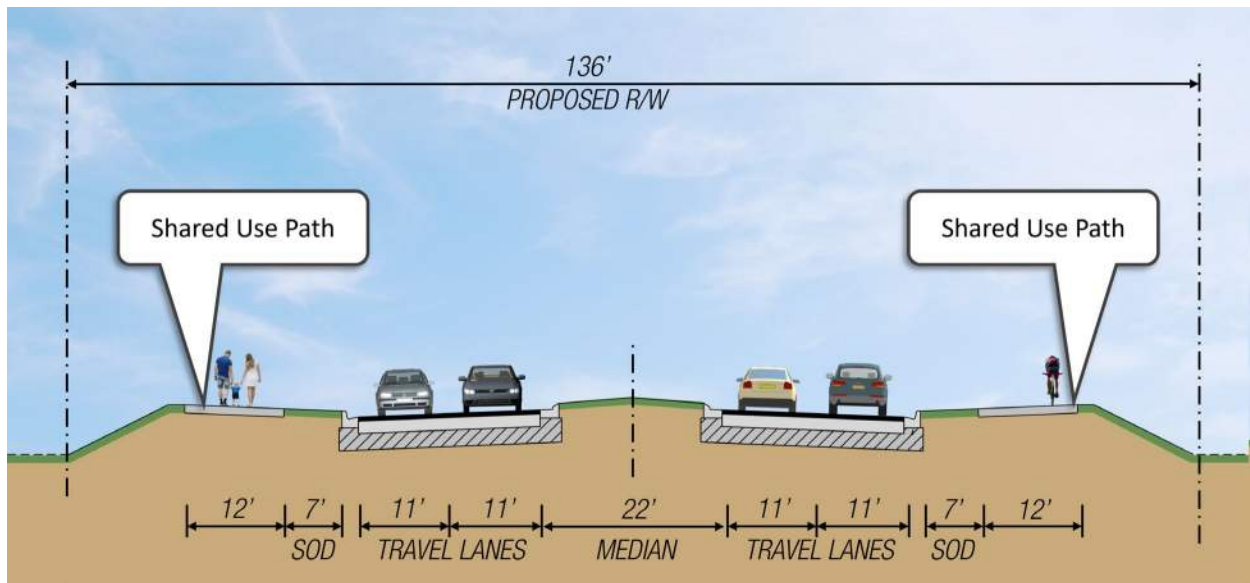 136’
PROPOSED R/W
Shared Use Path
Shared Use Path
12’ 7’ 11’ 11’ 22’ 11’ 11’ 7’ 12’
SOD TRAVEL LANES MEDIAN TRAVEL LANES SOD